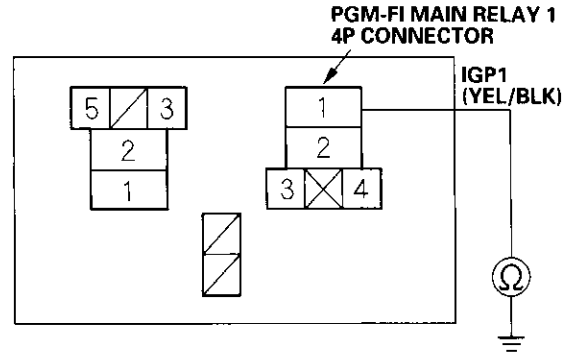 PGM-FI MAIN RELAY 1
4P CONNECTOR
IGP1
(YEL/BLK)
5 3
2
1
1
2
3 4
Ω